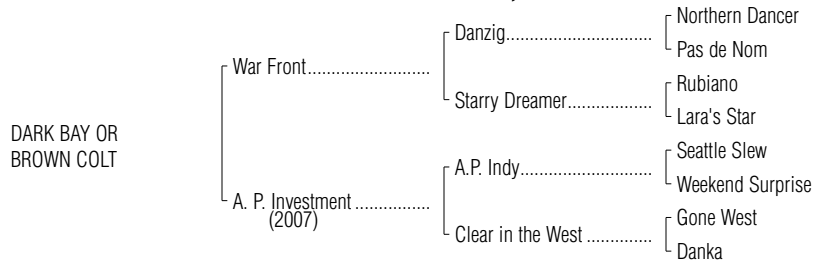 Northern Dancer
Danzig..............................
Pas de Nom
War Front..........................
Rubiano
Starry Dreamer.................
Lara's Star
DARK BAY OR
BROWN COLT
Seattle Slew
A.P. Indy...........................
Weekend Surprise
A. P. Investment ................
(2007)
Gone West
Clear in the West ..............
Danka